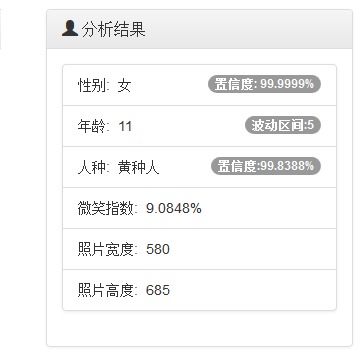 分析结果
性别: 女 置信度: 99.9999%
年龄: 11 波动区间:5
人种: 黄种人 置信度:99.8388%
微笑指数: 9.0848%
照片宽度: 580
照片高度: 685